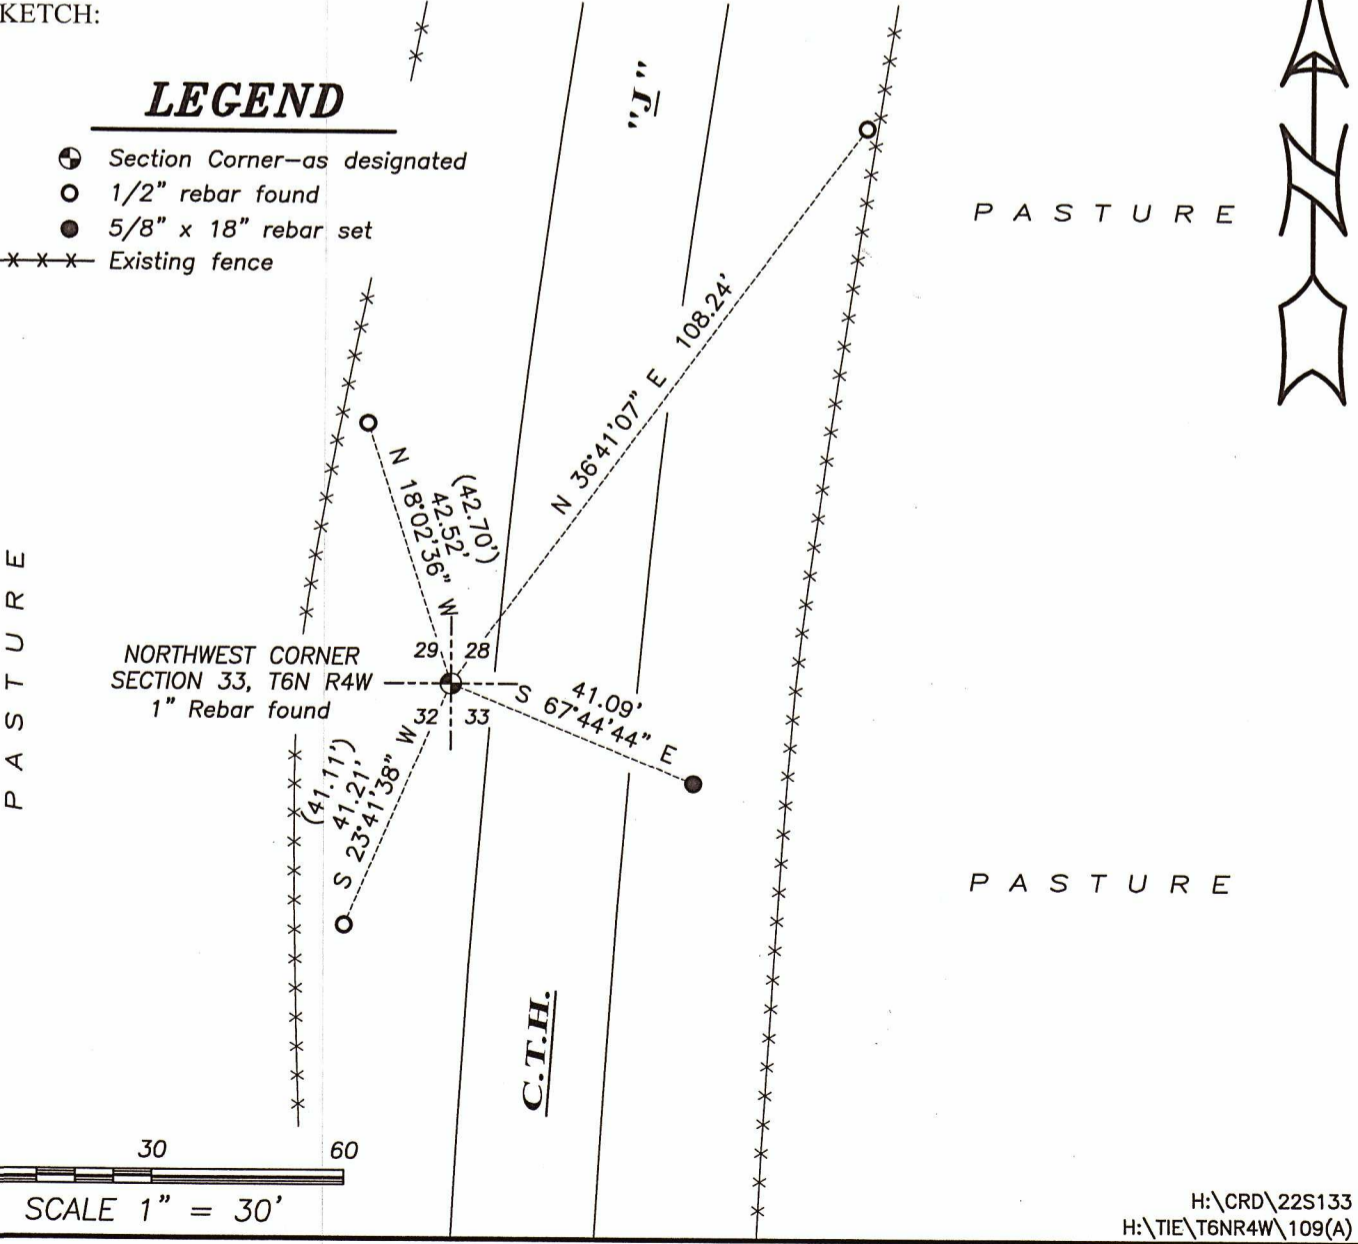 KETCH:
LEGEND
Section Corner-as designated
1/2" rebar found
5/8" x 18" rebar set
x-x-x Existing fence
"J"
N
PASTURE
N 36°41'07" E 108.24'
N 18°02'36" W
42.52'
(42.70')
PASTURE
NORTHWEST CORNER
SECTION 33, T6N R4W
1" Rebar found
29 28
32 33
41.09'
S 67°44'44" E
(41.11')
41.21'
S 23°41'38" W
PASTURE
C.T.H.
30 60
SCALE 1" = 30'
H:\CRD\22S133
H:\TIE\T6NR4W\109(A)